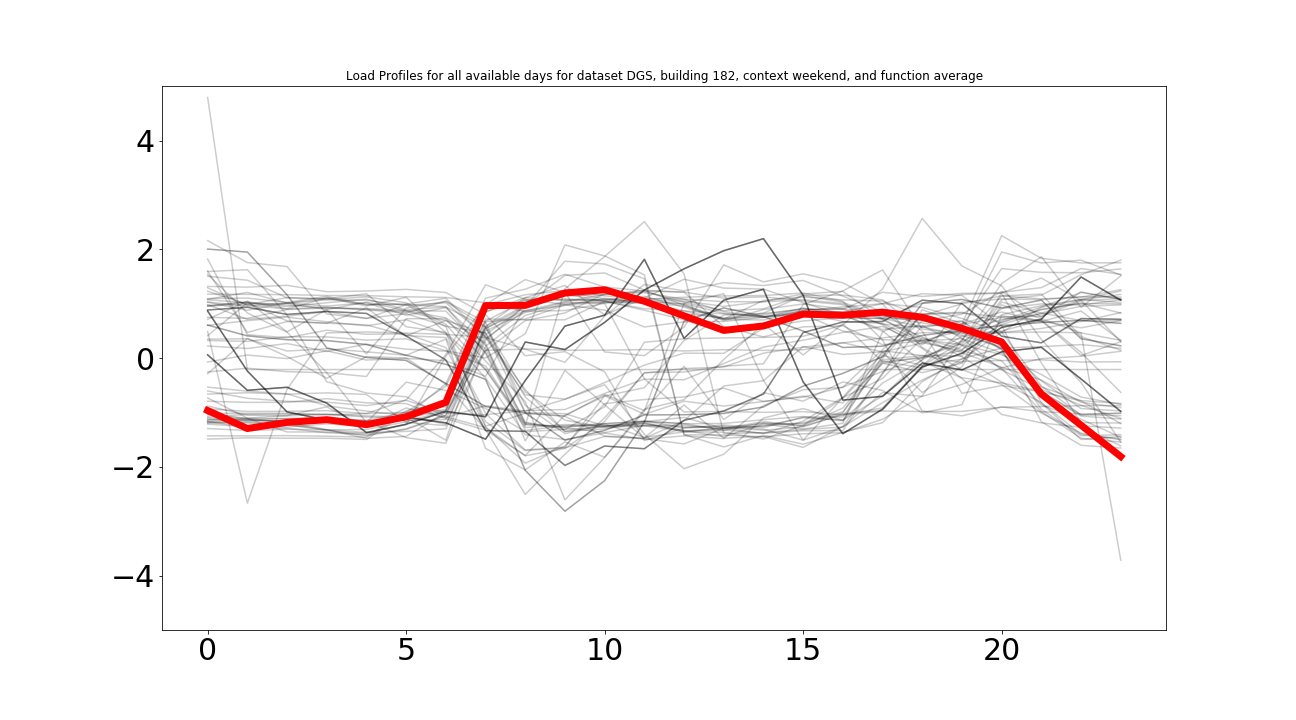 Load Profiles for all available days for dataset DGS, building 182, context weekend, and function average
4
2
0
−2
−4
0 5 10 15 20